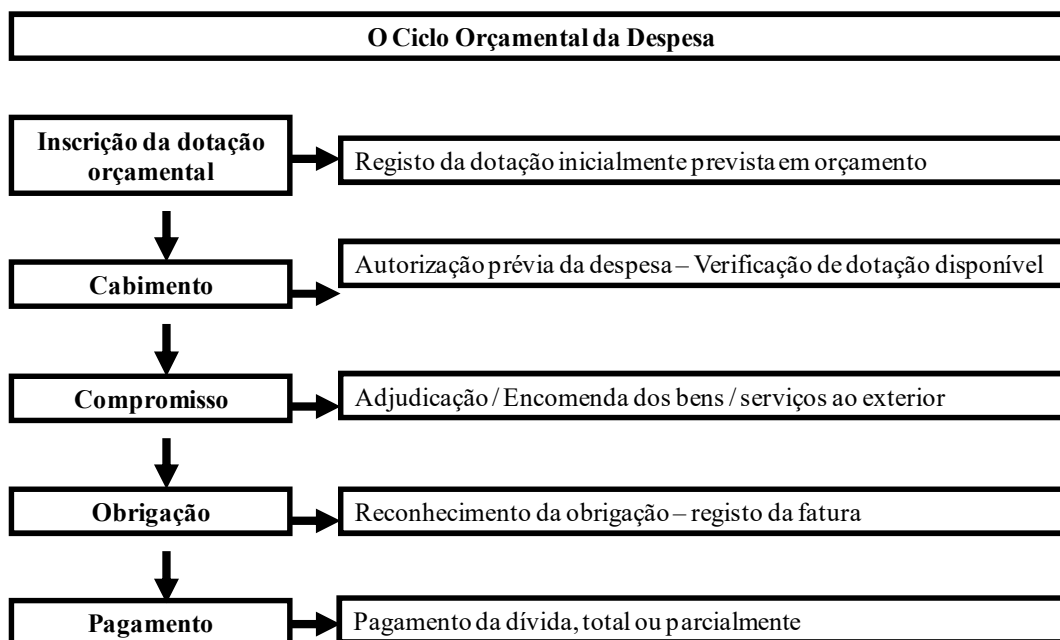 O Ciclo Orçamental da Despesa
Inscrição da dotação
orçamental
Registo da dotação inicialmente prevista em orçamento
Cabimento
Autorização prévia da despesa – Verificação de dotação disponível
Compromisso
Adjudicação / Encomenda dos bens / serviços ao exterior
Obrigação
Reconhecimento da obrigação – registo da fatura
Pagamento
Pagamento da dívida, total ou parcialmente